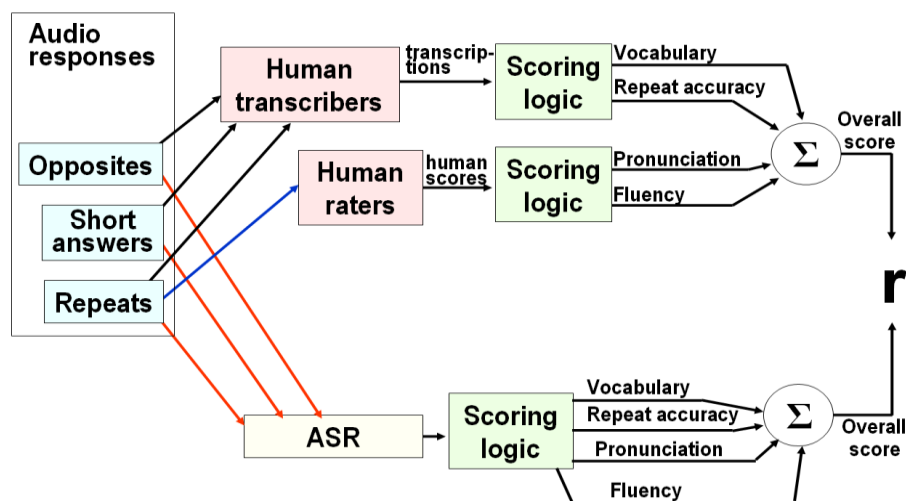 Audio
responses
Opposites
Short
answers
Repeats
Human
transcribers
transcrip-
tions
Scoring
logic
Vocabulary
Repeat accuracy
Human
raters
human
scores
Scoring
logic
Pronunciation
Fluency
Σ
Overall
score
r
ASR
Scoring
logic
Vocabulary
Repeat accuracy
Pronunciation
Fluency
Σ
Overall
score